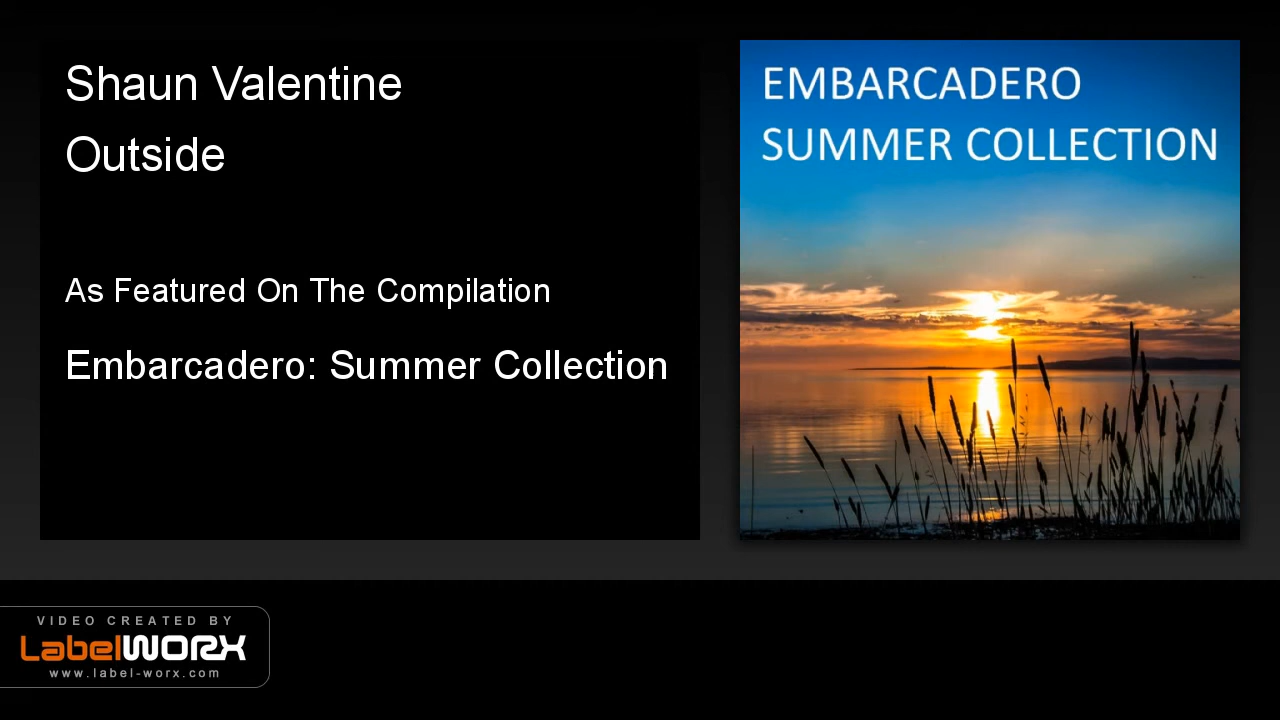 Shaun Valentine
Outside
As Featured On The Compilation
Embarcadero: Summer Collection
EMBARCADERO
SUMMER COLLECTION
VIDEO CREATED BY
LabelWORX
www.label-worx.com